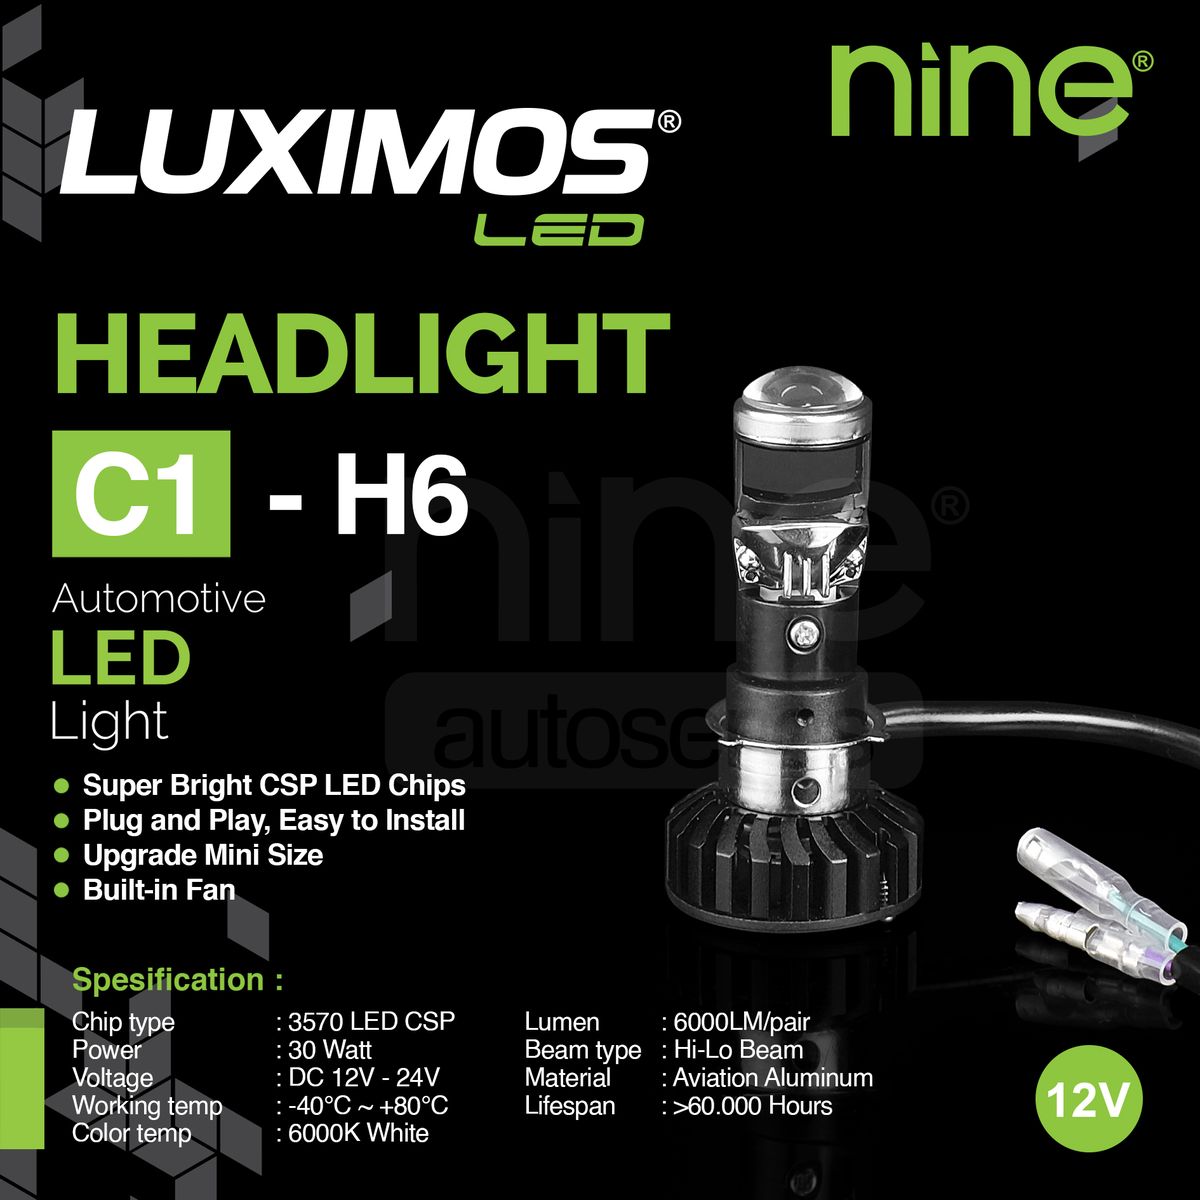 nine®
LUXIMOS®
LED
HEADLIGHT
C1 - H6
nine®
Automotive
LED
Light
autoseries
Super Bright CSP LED Chips
Plug and Play, Easy to Install
Upgrade Mini Size
Built-in Fan
Spesification :
Chip type : 3570 LED CSP
Power : 30 Watt
Voltage : DC 12V - 24V
Working temp : -40°C ~ +80°C
Color temp : 6000K White
Lumen : 6000LM/pair
Beam type : Hi-Lo Beam
Material : Aviation Aluminum
Lifespan : >60.000 Hours
12V